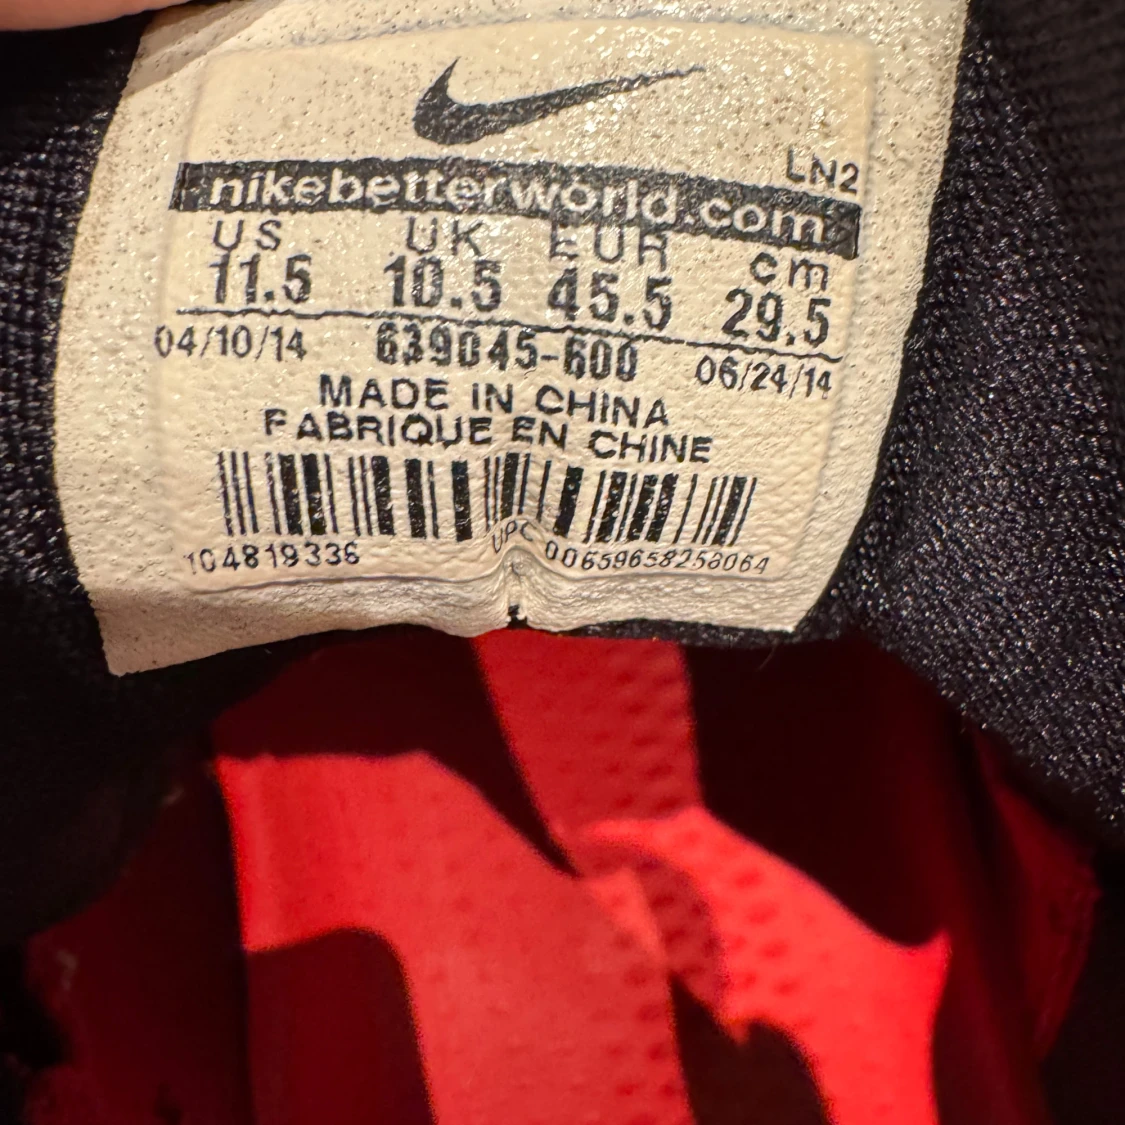 LN2
nikebetterworld.com
US UK EUR cm
11.5 10.5 45.5 29.5
04/10/14 639045-600 06/24/14
MADE IN CHINA
FABRIQUE EN CHINE
UPC
104819336 00659658258064